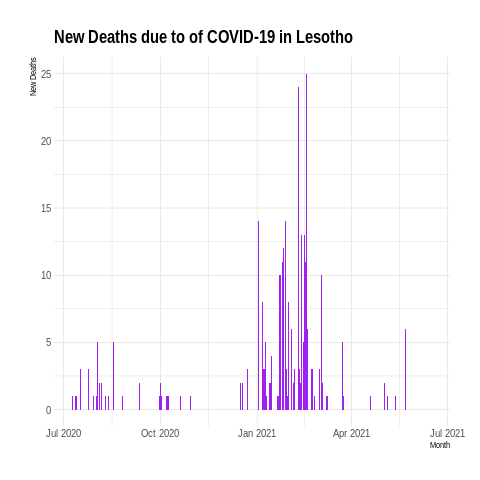 New Deaths due to of COVID-19 in Lesotho
New Deaths
25
20
15
10
5
0
Jul 2020 Oct 2020 Jan 2021 Apr 2021 Jul 2021
Month